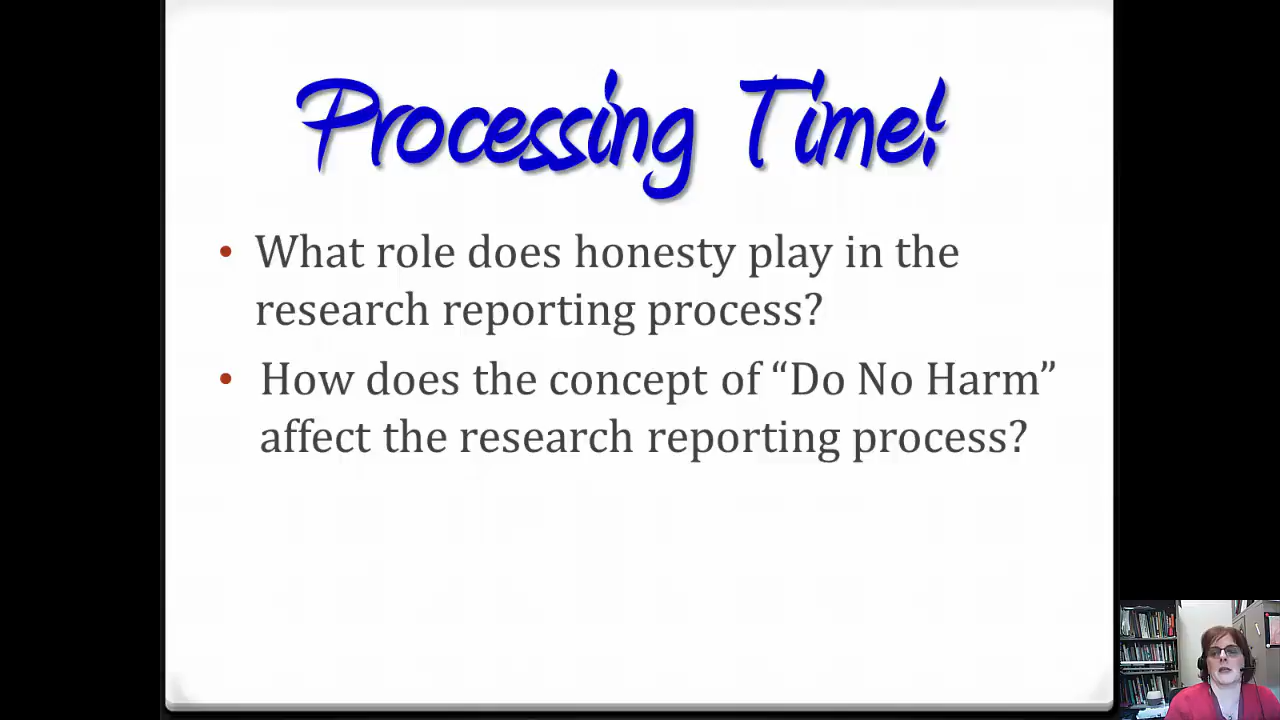 Processing Time!
• What role does honesty play in the
research reporting process?
• How does the concept of “Do No Harm”
affect the research reporting process?